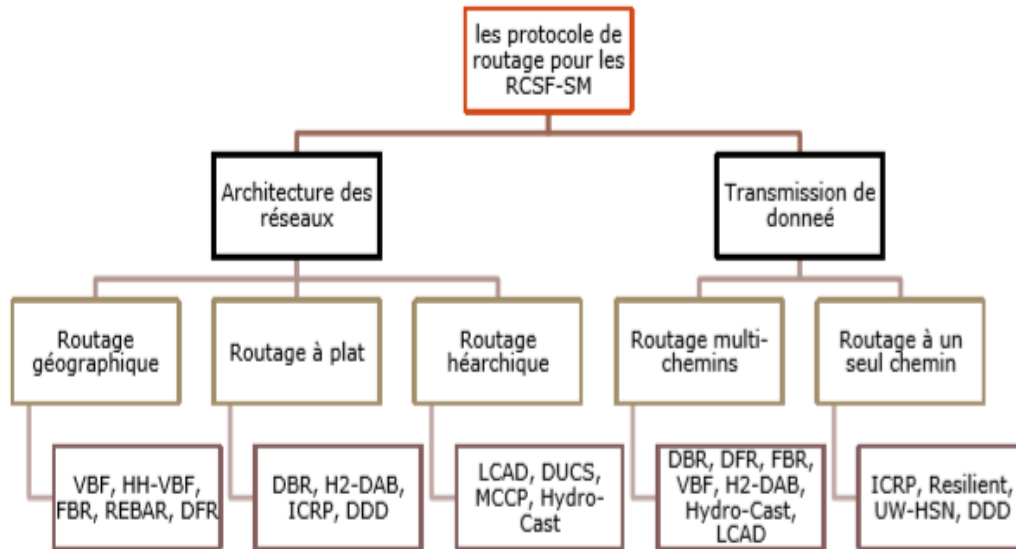 les protocole de
routage pour les
RCSF-SM
Architecture des
réseaux
Transmission de
donneé
Routage
géographique
Routage à plat
Routage
héarchique
Routage multi-
chemins
Routage à un
seul chemin
VBF, HH-VBF,
FBR, REBAR, DFR
DBR, H2-DAB,
ICRP, DDD
LCAD, DUCS,
MCCP, Hydro-
Cast
DBR, DFR, FBR,
VBF, H2-DAB,
Hydro-Cast,
LCAD
ICRP, Resilient,
UW-HSN, DDD